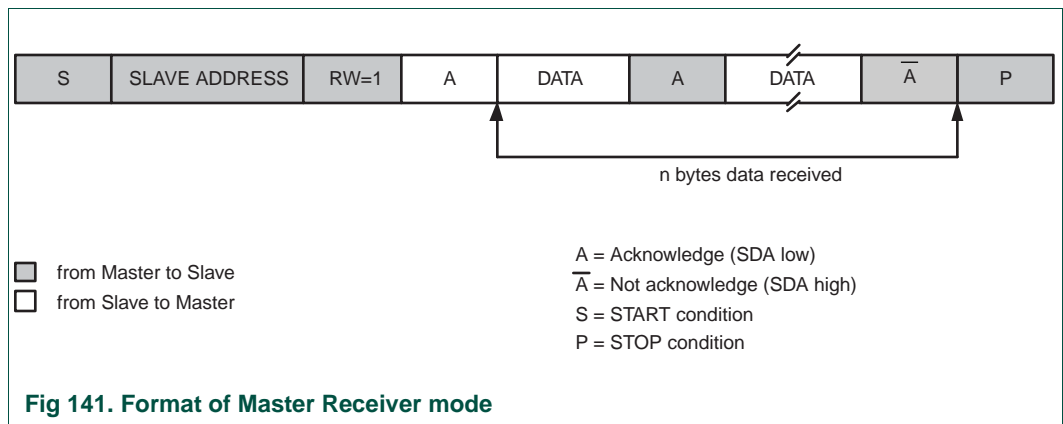 S SLAVE ADDRESS RW=1 A DATA A DATA A̅ P
n bytes data received
from Master to Slave
from Slave to Master
A = Acknowledge (SDA low)
A̅ = Not acknowledge (SDA high)
S = START condition
P = STOP condition
Fig 141. Format of Master Receiver mode